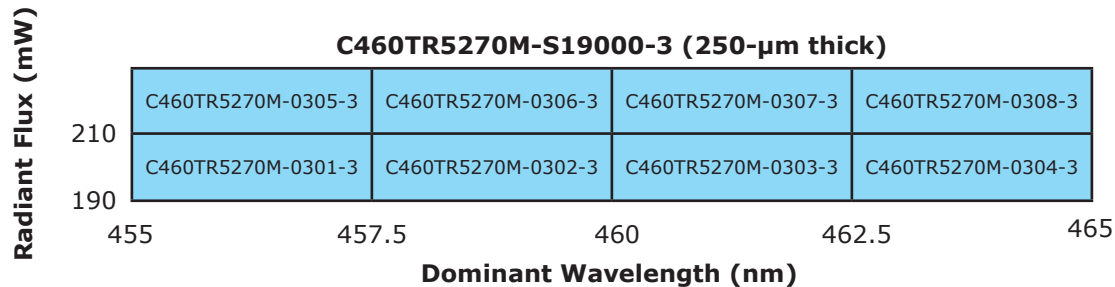 C460TR5270M-S19000-3 (250-μm thick)
Radiant Flux (mW)
C460TR5270M-0305-3 C460TR5270M-0306-3 C460TR5270M-0307-3 C460TR5270M-0308-3
210
C460TR5270M-0301-3 C460TR5270M-0302-3 C460TR5270M-0303-3 C460TR5270M-0304-3
190
455 457.5 460 462.5 465
Dominant Wavelength (nm)